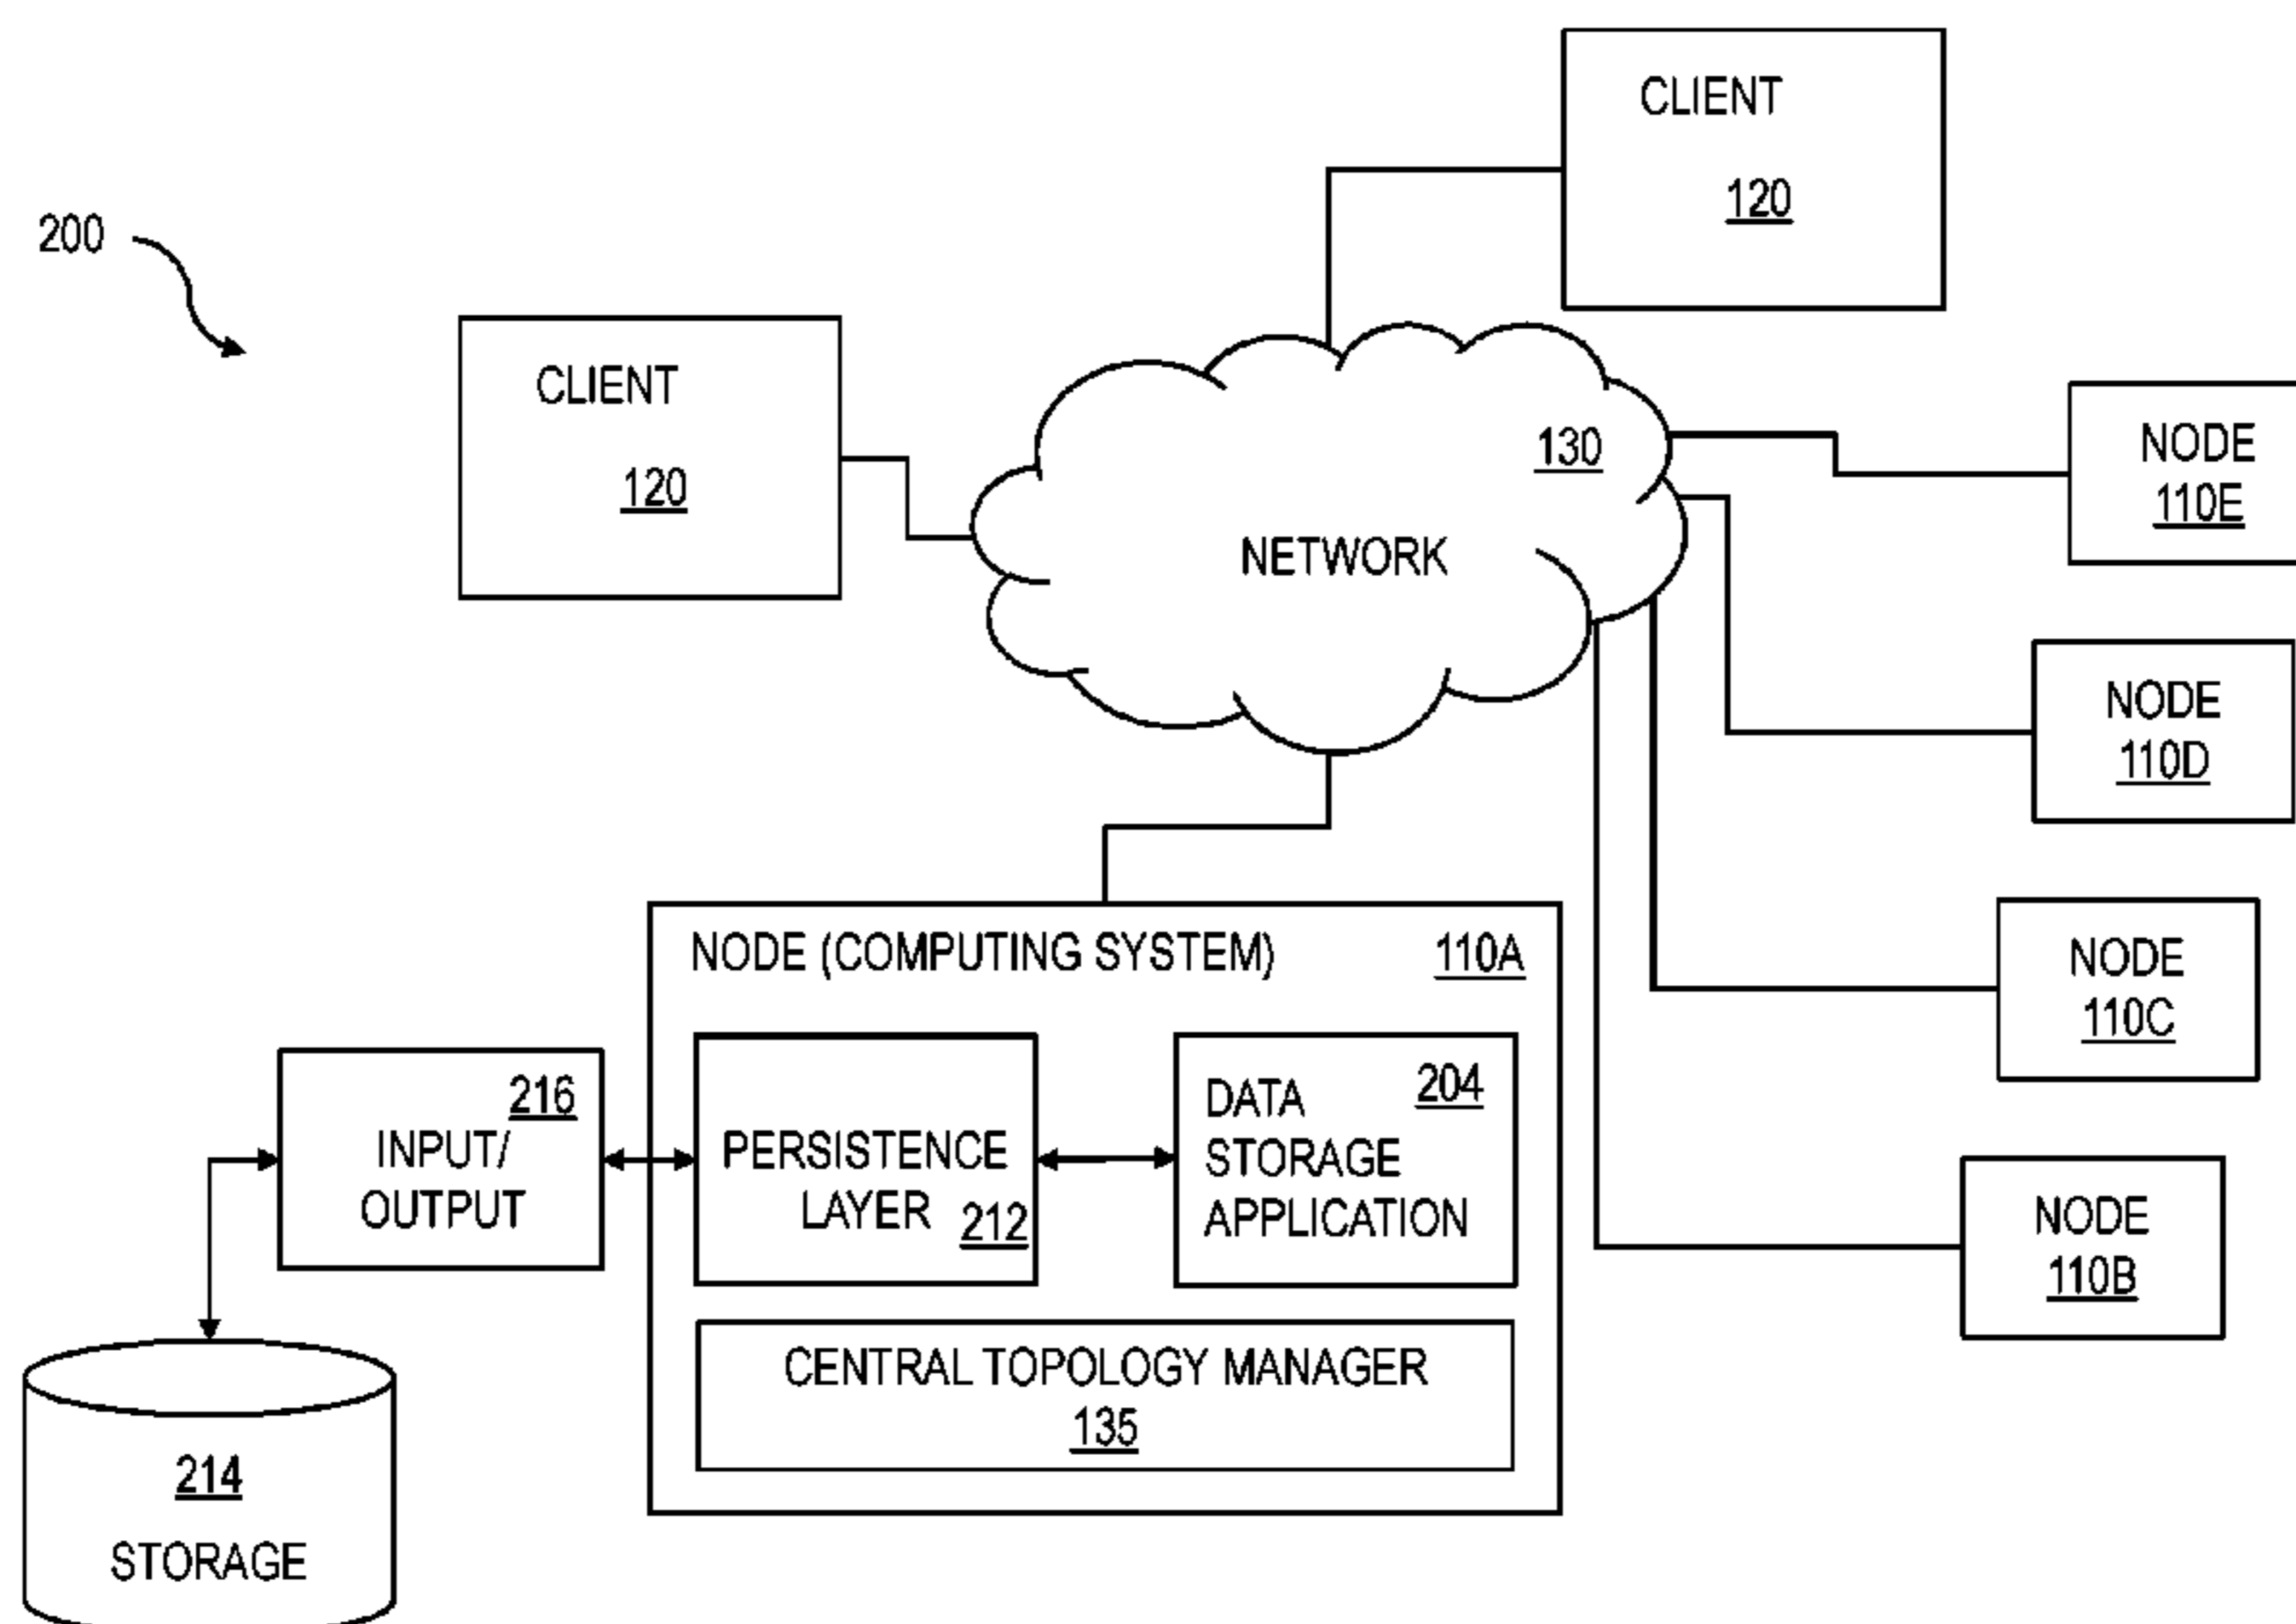 CLIENT
120
200
CLIENT
120
130
NETWORK
NODE
110E
NODE
110D
NODE
110C
NODE
110B
NODE (COMPUTING SYSTEM) 110A
216
INPUT/
OUTPUT
PERSISTENCE
LAYER 212
204
DATA
STORAGE
APPLICATION
CENTRAL TOPOLOGY MANAGER
135
214
STORAGE